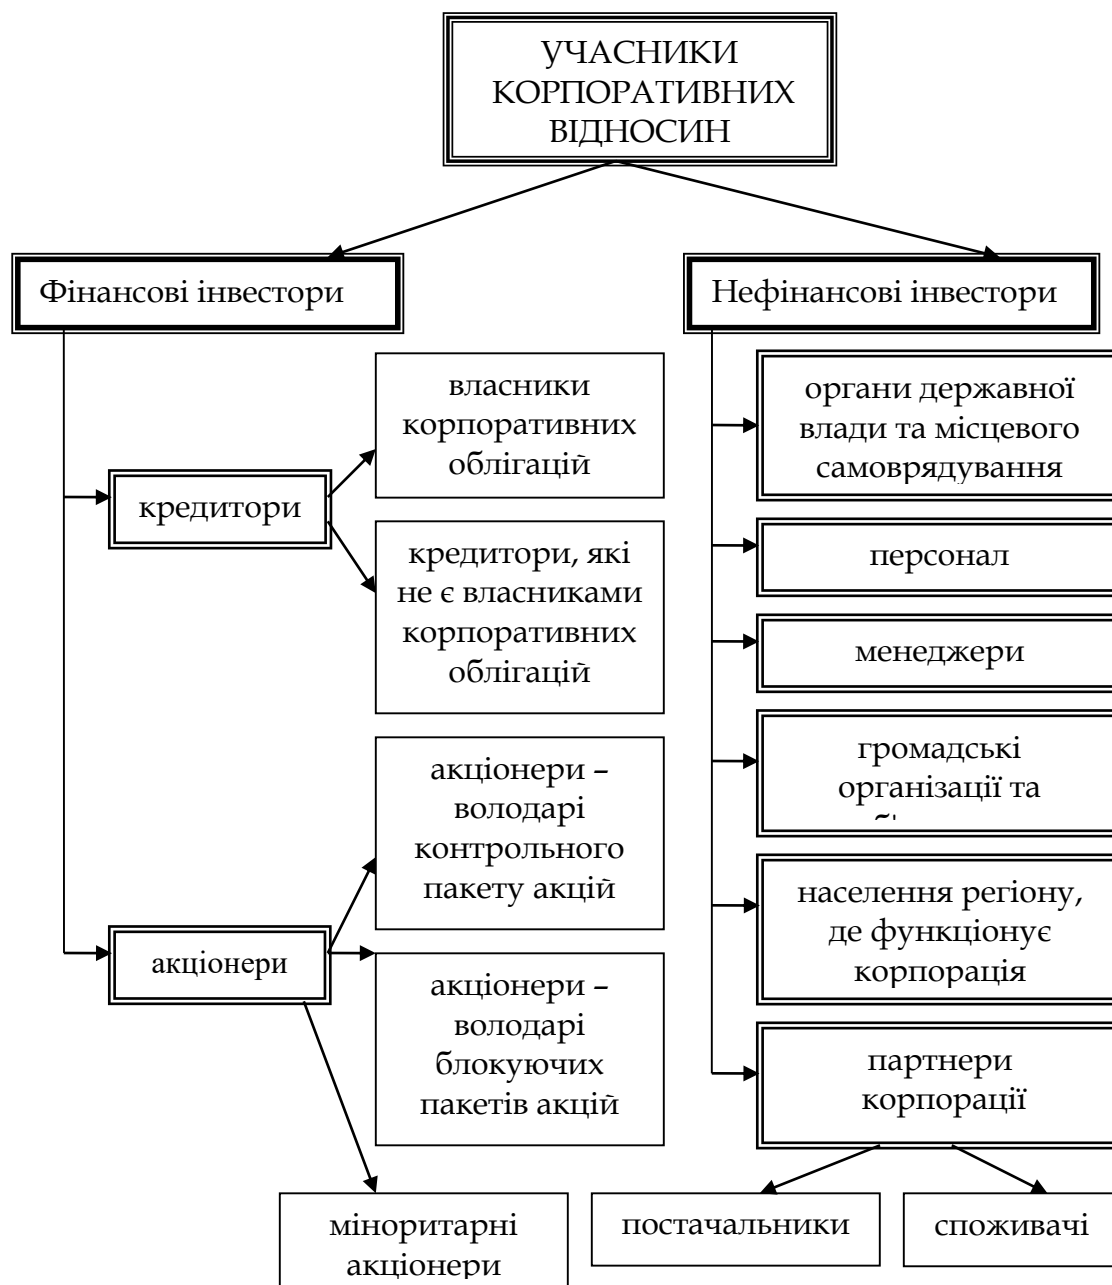 УЧАСНИКИ
КОРПОРАТИВНИХ
ВІДНОСИН
Фінансові інвестори
Нефінансові інвестори
кредитори
власники
корпоративних
облігацій
кредитори, які
не є власниками
корпоративних
облігацій
акціонери
акціонери –
володарі
контрольного
пакету акцій
акціонери –
володарі
блокуючих
пакетів акцій
міноритарні
акціонери
органи державної
влади та місцевого
самоврядування
персонал
менеджери
громадські
організації та
населення регіону,
де функціонує
корпорація
партнери
корпорації
постачальники
споживачі